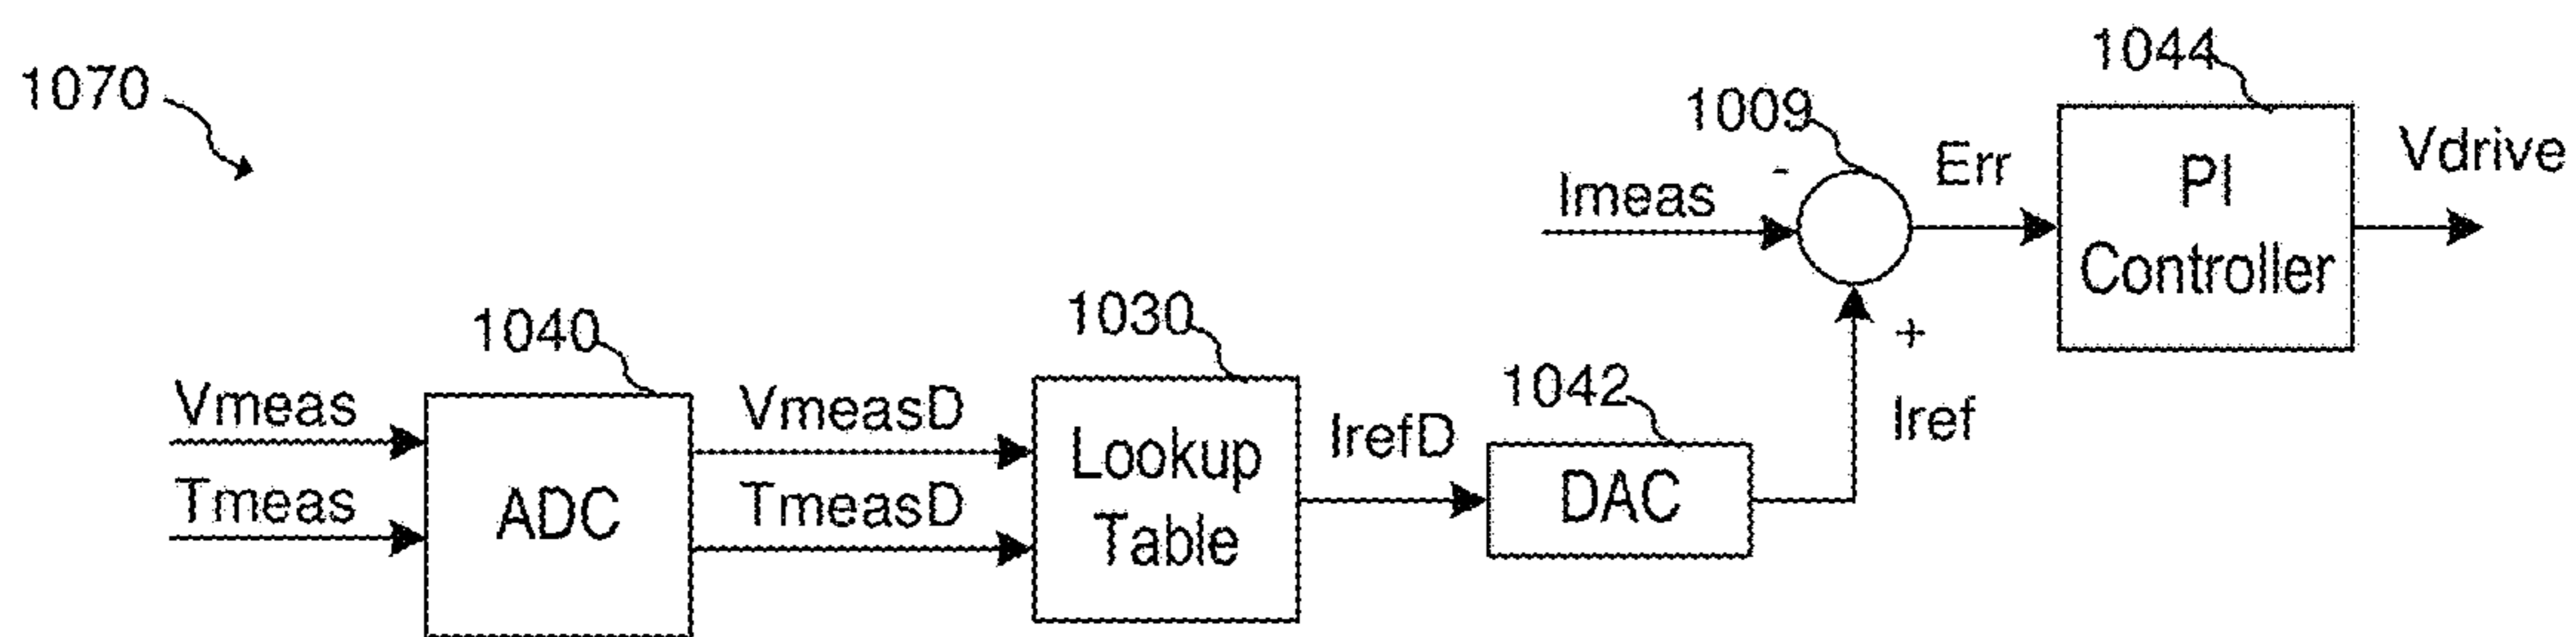 1070
1044
1009
-
Imeas
Err
PI
Controller
Vdrive
+
Iref
1040
Vmeas
Tmeas
ADC
VmeasD
TmeasD
1030
Lookup
Table
IrefD
1042
DAC